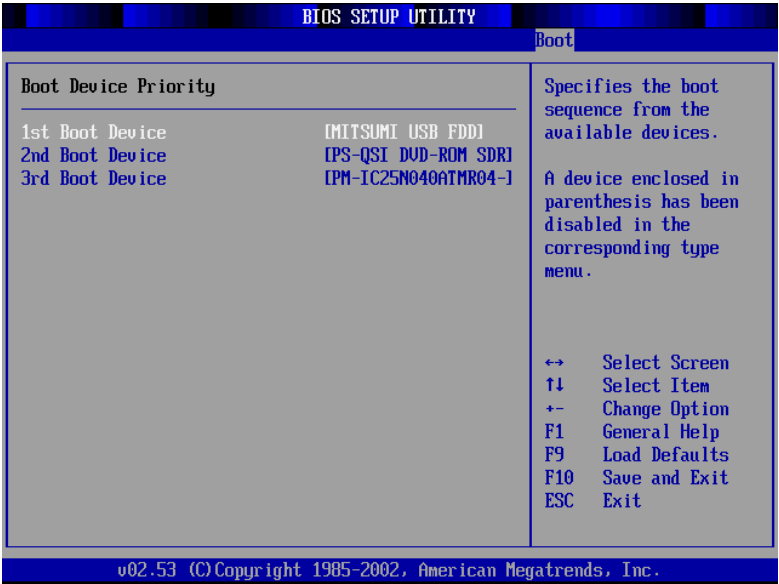 BIOS SETUP UTILITY
Boot
Boot Device Priority
1st Boot Device [MITSUMI USB FDD]
2nd Boot Device [PS-QSI DVD-ROM SDR]
3rd Boot Device [PM-IC25N040ATMR04-]
Specifies the boot
sequence from the
available devices.
A device enclosed in
parenthesis has been
disabled in the
corresponding type
menu.
↔ Select Screen
↑↓ Select Item
+- Change Option
F1 General Help
F9 Load Defaults
F10 Save and Exit
ESC Exit
v02.53 (C)Copyright 1985-2002, American Megatrends, Inc.